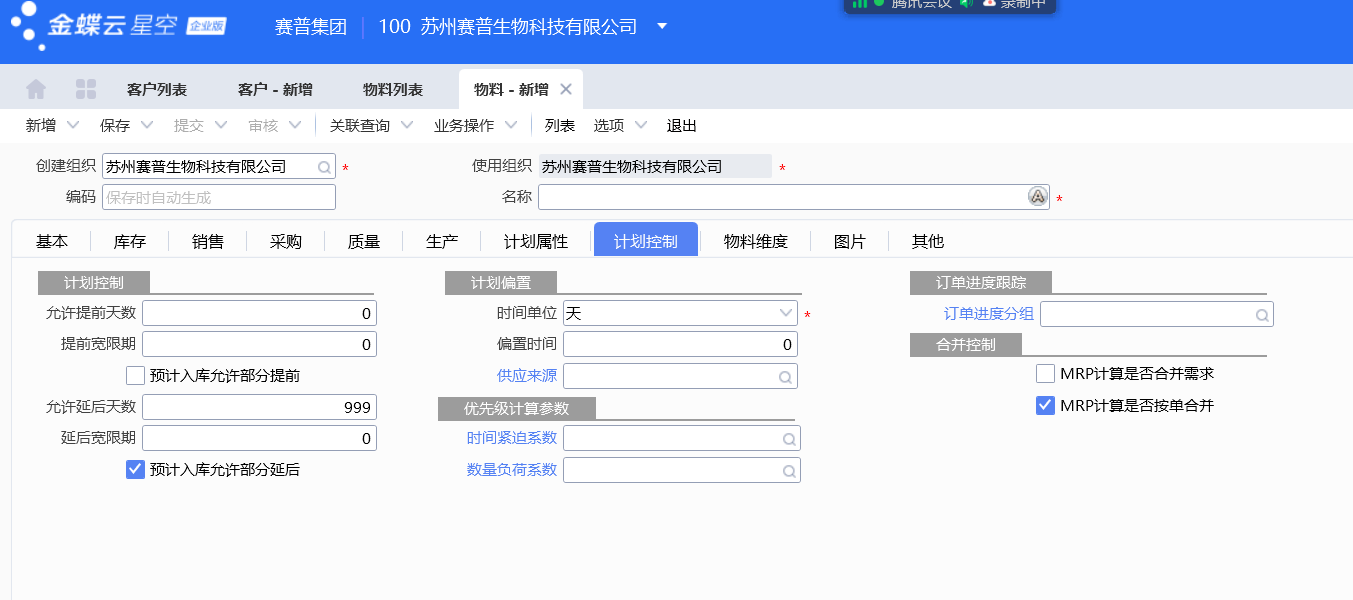 腾讯会议 录制中
金蝶云 星空 企业版 赛普集团 100 苏州赛普生物科技有限公司
客户列表 客户 - 新增 物料列表 物料 - 新增
新增 保存 提交 审核 关联查询 业务操作 列表 选项 退出
创建组织 苏州赛普生物科技有限公司 * 使用组织 苏州赛普生物科技有限公司 *
编码 保存时自动生成 名称 A *
基本 库存 销售 采购 质量 生产 计划属性 计划控制 物料维度 图片 其他
计划控制 计划偏置 订单进度跟踪
允许提前天数 0 时间单位 天 * 订单进度分组
提前宽限期 0 偏置时间 0 合并控制
预计入库允许部分提前 供应来源 MRP计算是否合并需求
允许延后天数 999 优先级计算参数 MRP计算是否按单合并
延后宽限期 0 时间紧迫系数
预计入库允许部分延后 数量负荷系数